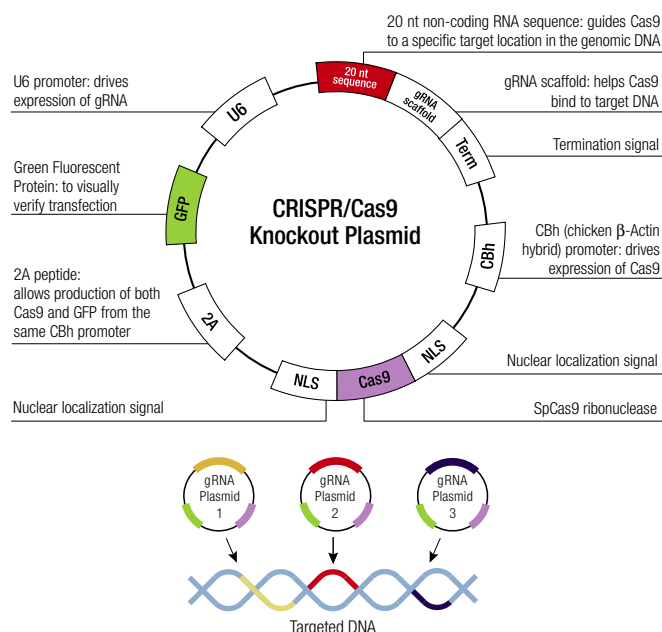 20 nt non-coding RNA sequence: guides Cas9
to a specific target location in the genomic DNA
20 nt
sequence
U6 promoter: drives
expression of gRNA
U6
gRNA
scaffold
gRNA scaffold: helps Cas9
bind to target DNA
Term
Termination signal
Green Fluorescent
Protein: to visually
verify transfection
GFP
CRISPR/Cas9
Knockout Plasmid
CBh
CBh (chicken β-Actin
hybrid) promoter: drives
expression of Cas9
2A peptide:
allows production of both
Cas9 and GFP from the
same CBh promoter
2A
NLS
Cas9
NLS
Nuclear localization signal
Nuclear localization signal
SpCas9 ribonuclease
gRNA
Plasmid
1
gRNA
Plasmid
2
gRNA
Plasmid
3
Targeted DNA